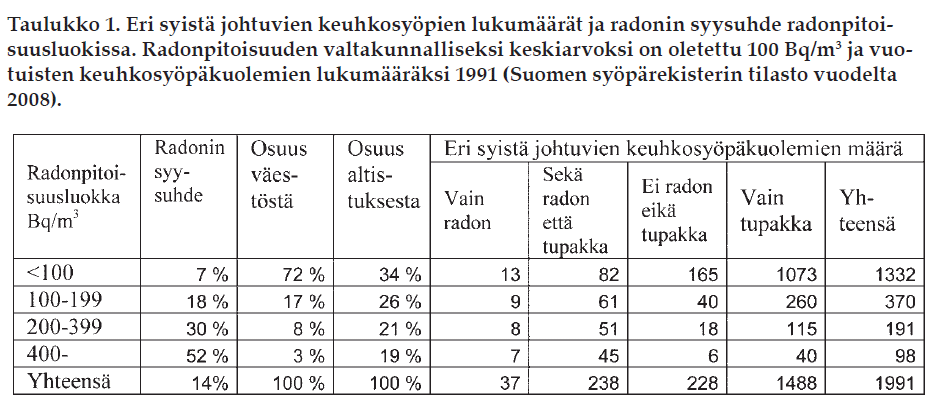 Taulukko 1. Eri syistä johtuvien keuhkosyöpien lukumäärät ja radonin syysuhde radonpitoi-
suusluokissa. Radonpitoisuuden valtakunnalliseksi keskiarvoksi on oletettu 100 Bq/m³ ja vuo-
tuisten keuhkosyöpäkuolemien lukumääräksi 1991 (Suomen syöpärekisterin tilasto vuodelta
2008).
Radonpitoi-
suusluokka
Bq/m³
Radonin
syy-
suhde
Osuus
väes-
töstä
Osuus
altis-
tuksesta
Eri syistä johtuvien keuhkosyöpäkuolemien määrä
Vain
radon
Sekä
radon
että
tupakka
Ei radon
eikä
tupakka
Vain
tupakka
Yh-
teensä
<100 7 % 72 % 34 % 13 82 165 1073 1332
100-199 18 % 17 % 26 % 9 61 40 260 370
200-399 30 % 8 % 21 % 8 51 18 115 191
400- 52 % 3 % 19 % 7 45 6 40 98
Yhteensä 14% 100 % 100 % 37 238 228 1488 1991